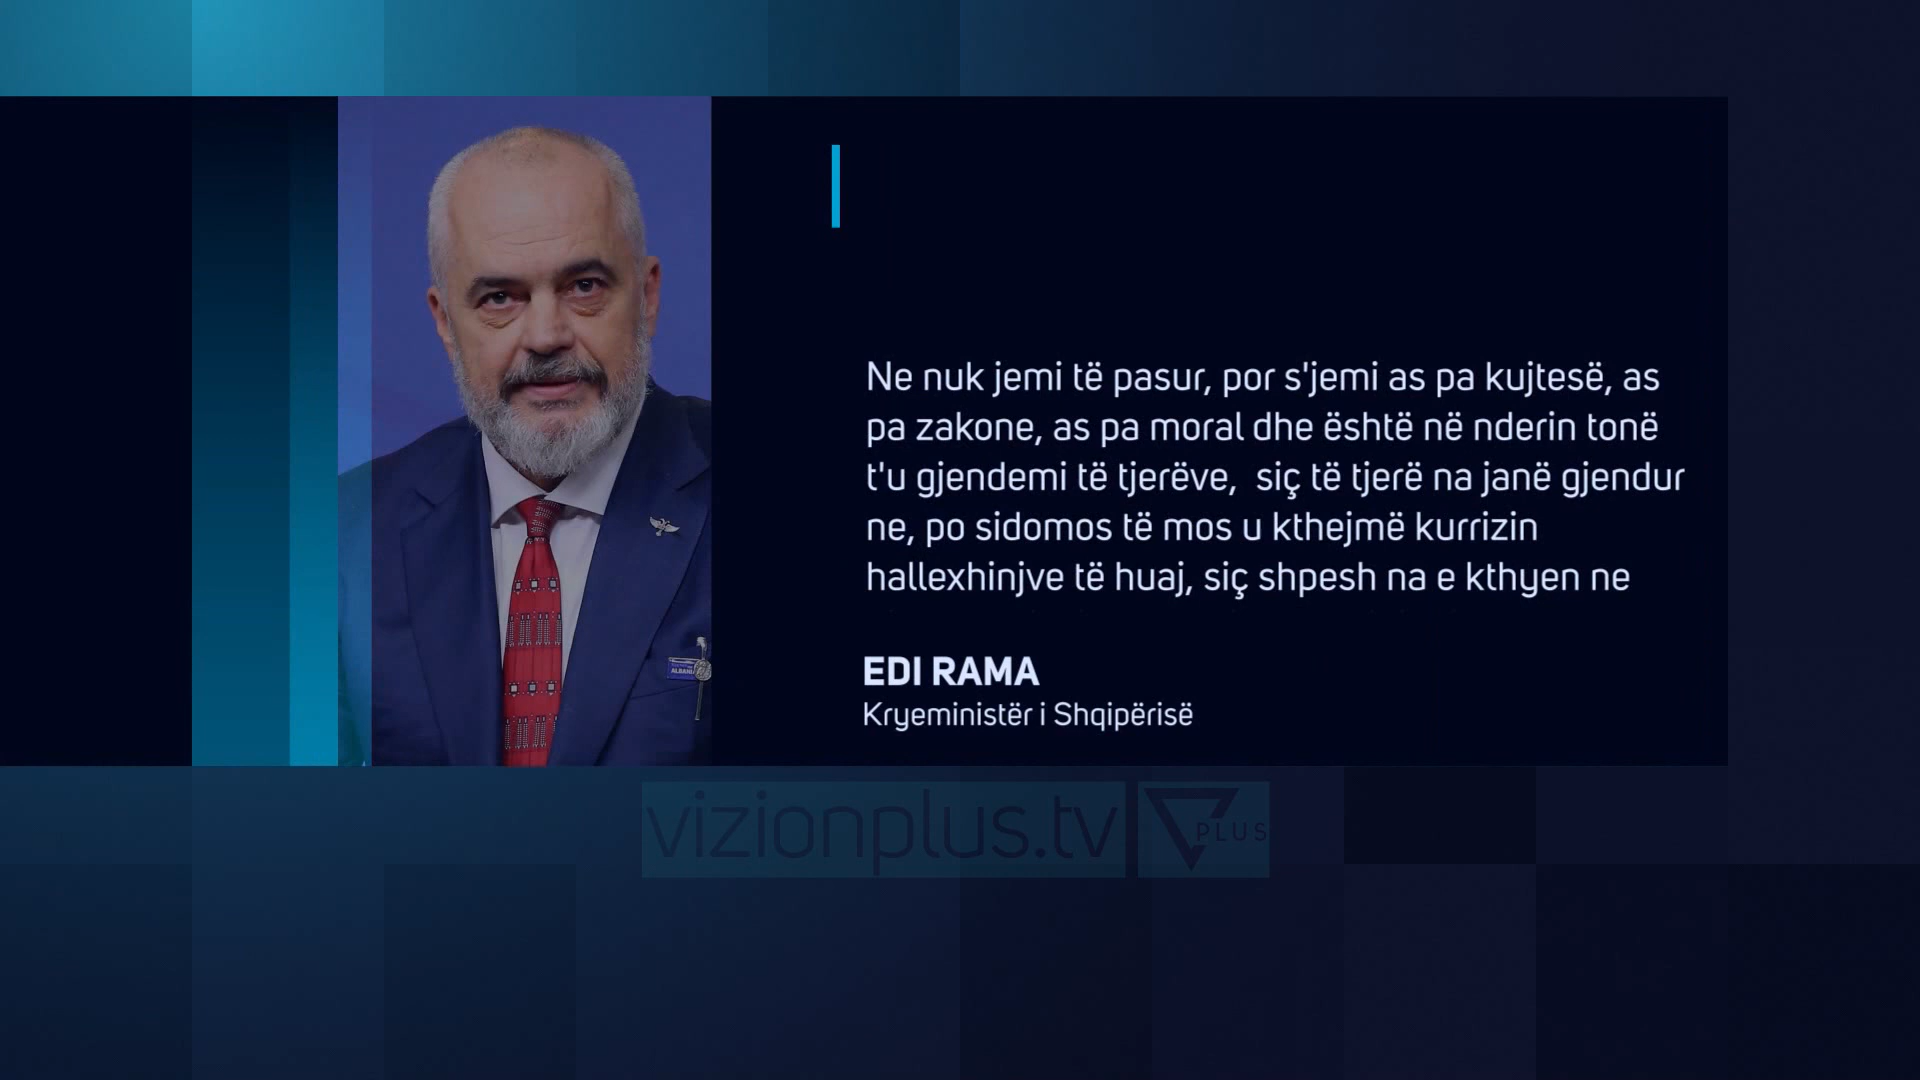 Ne nuk jemi të pasur, por s'jemi as pa kujtesë, as
pa zakone, as pa moral dhe është në nderin tonë
t'u gjendemi të tjerëve, siç të tjerë na janë gjendur
ne, po sidomos të mos u kthejmë kurrizin
hallexhinjve të huaj, siç shpesh na e kthyen ne
EDI RAMA
Kryeministër i Shqipërisë
ALBANIA
vizionplus.tv
PLUS